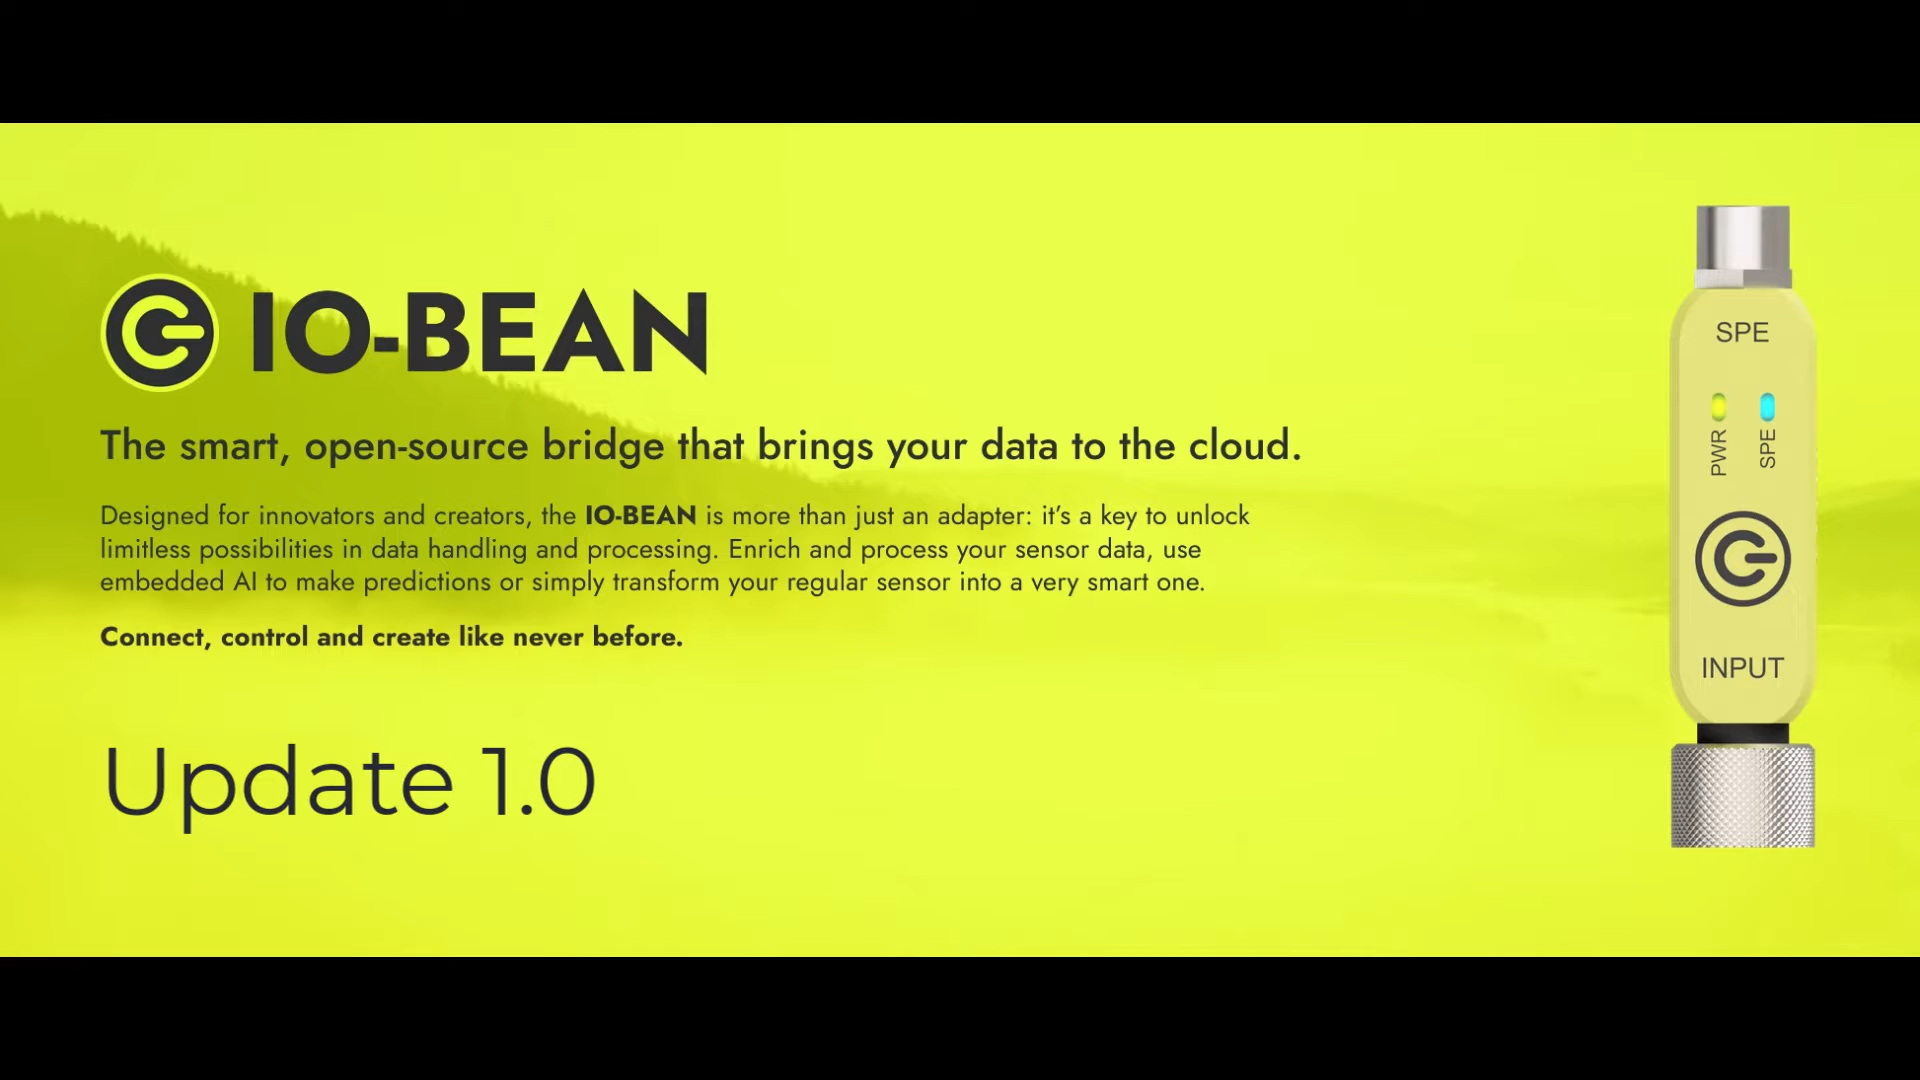 IO-BEAN
The smart, open-source bridge that brings your data to the cloud.
Designed for innovators and creators, the IO-BEAN is more than just an adapter: it’s a key to unlock
limitless possibilities in data handling and processing. Enrich and process your sensor data, use
embedded AI to make predictions or simply transform your regular sensor into a very smart one.
Connect, control and create like never before.
Update 1.0
SPE
PWR
SPE
INPUT